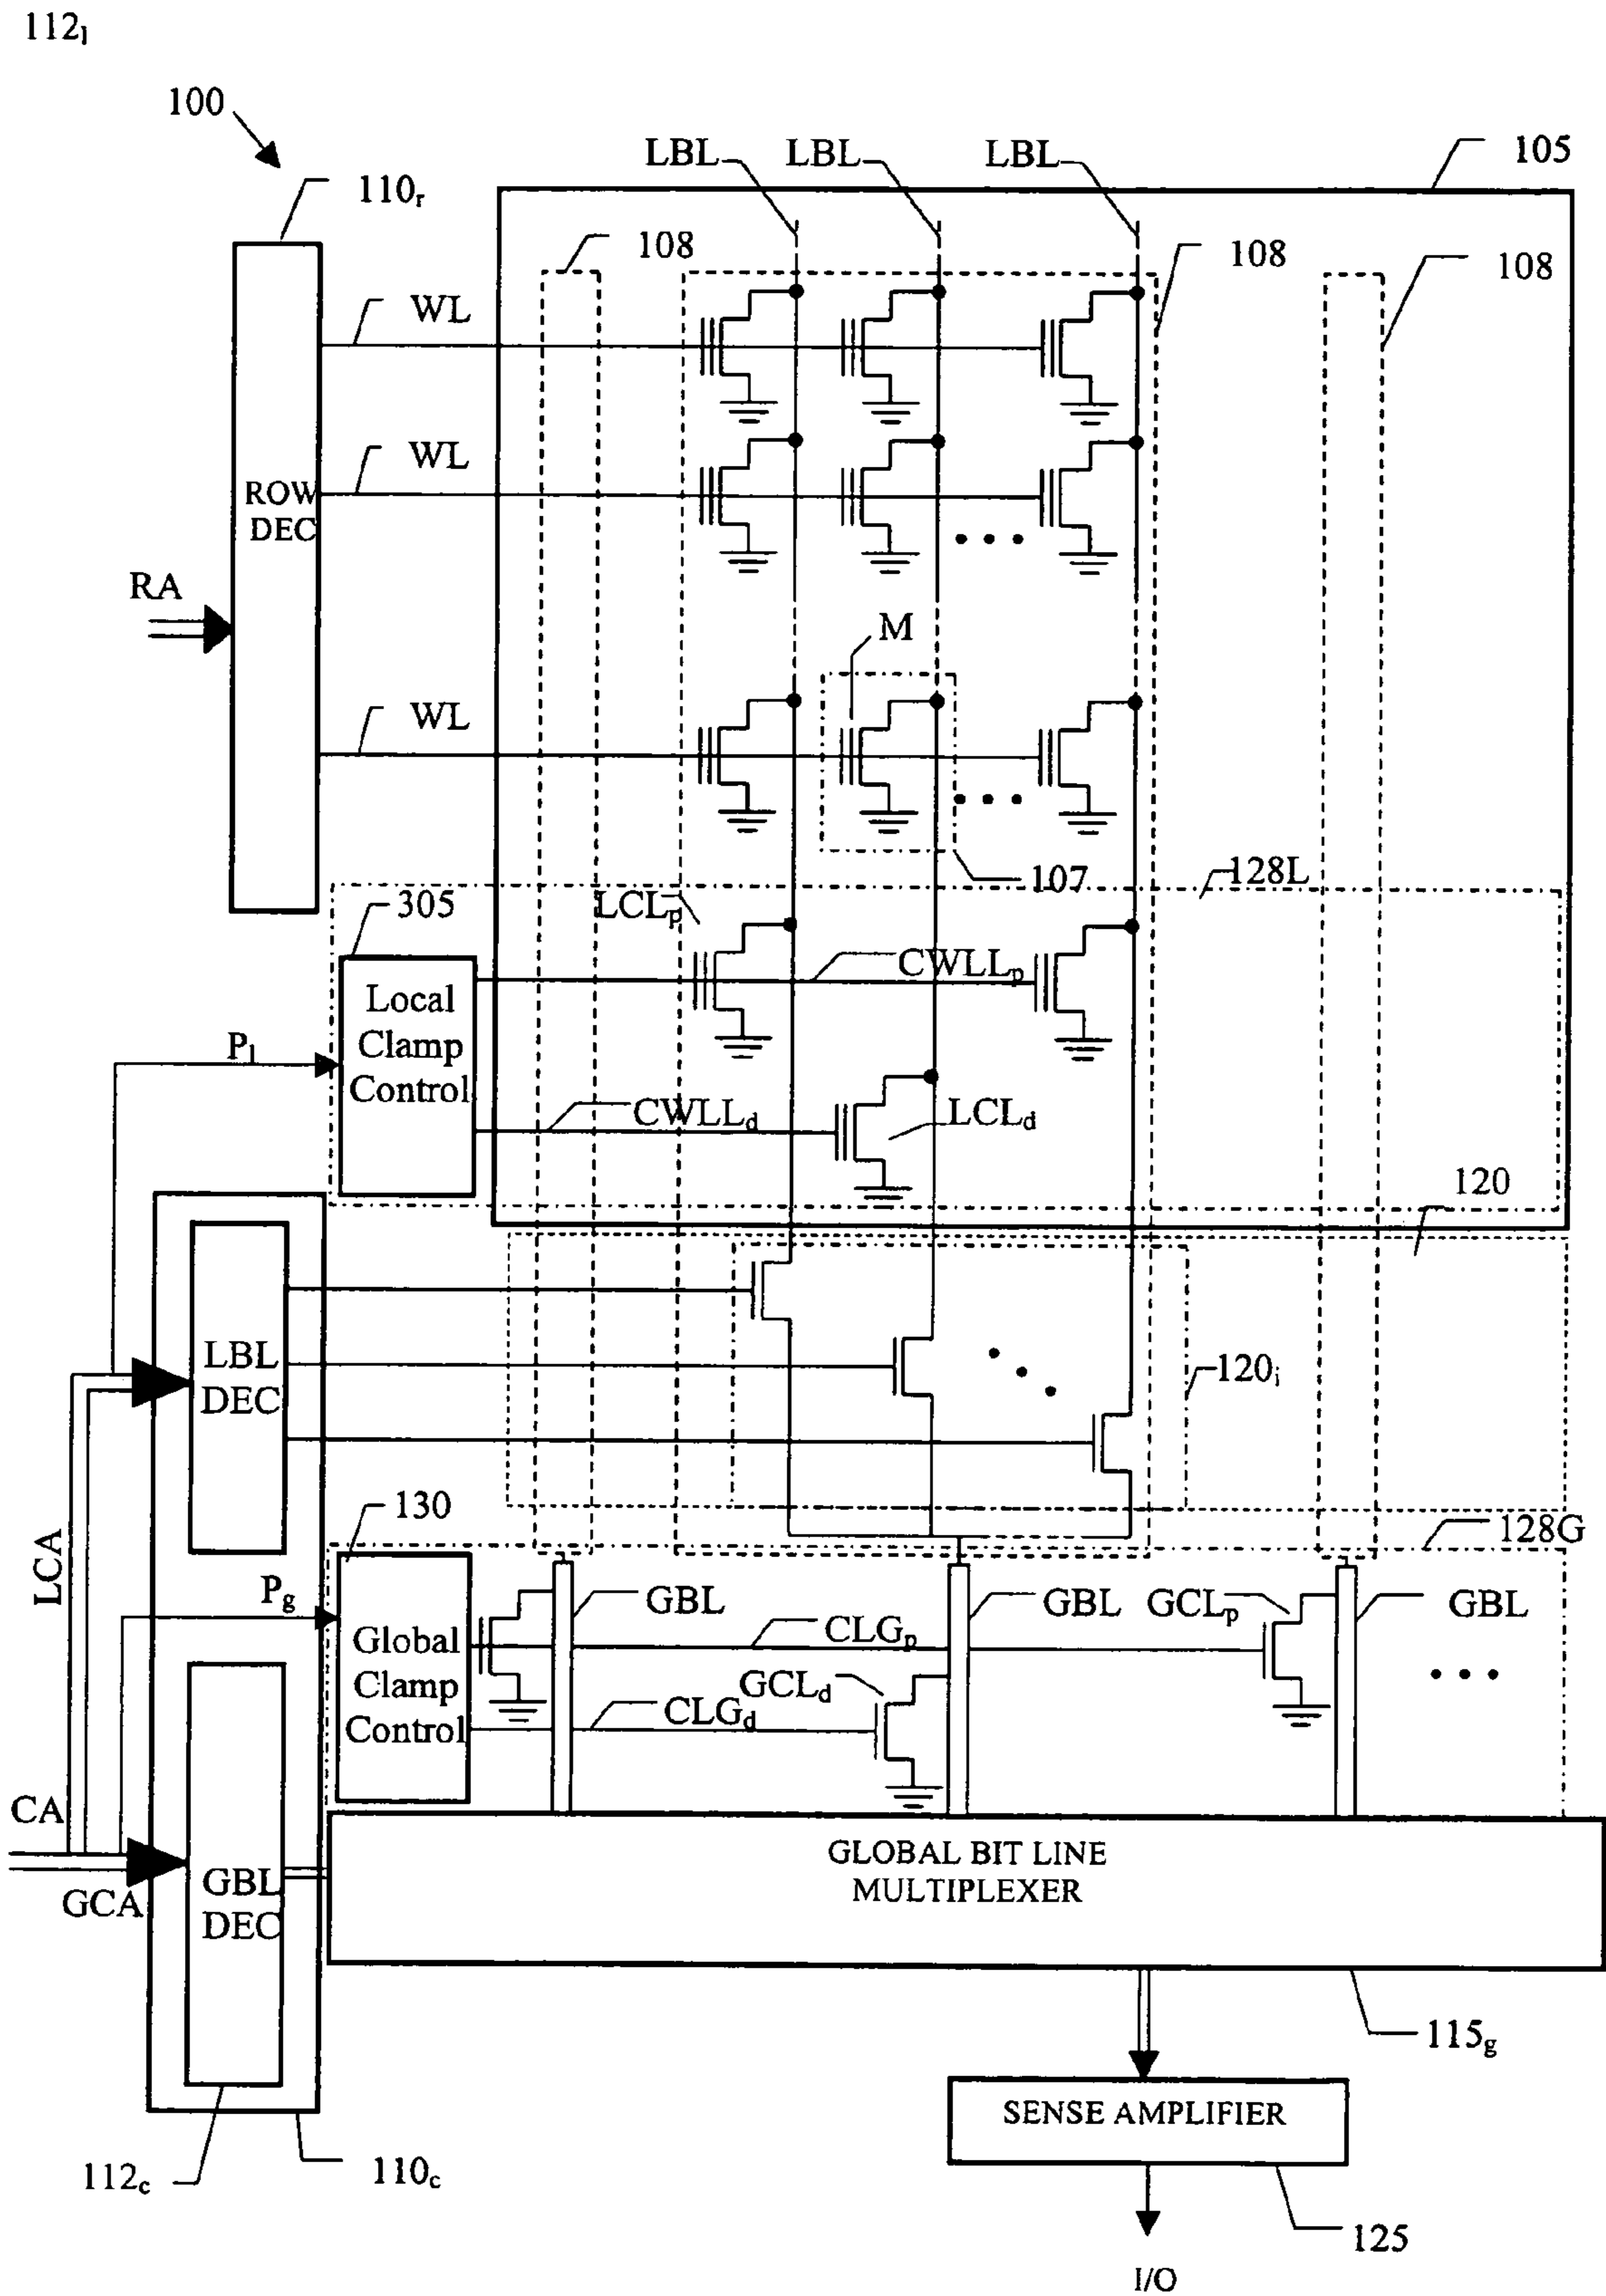 112l
100
LBL LBL LBL
105
110r
108
108
108
WL
WL
ROW
DEC
RA
M
WL
107
128L
305
LCLp
CWLLp
Local
Clamp
Control
Pl
CWLLd
LCLd
120
LBL
DEC
120i
LCA
130
128G
Pg
GBL
GBL
GCLp
GBL
Global
Clamp
Control
CLGp
GCLd
CLGd
CA
GCA
GBL
DEC
GLOBAL BIT LINE
MULTIPLEXER
115g
SENSE AMPLIFIER
112c
110c
125
I/O